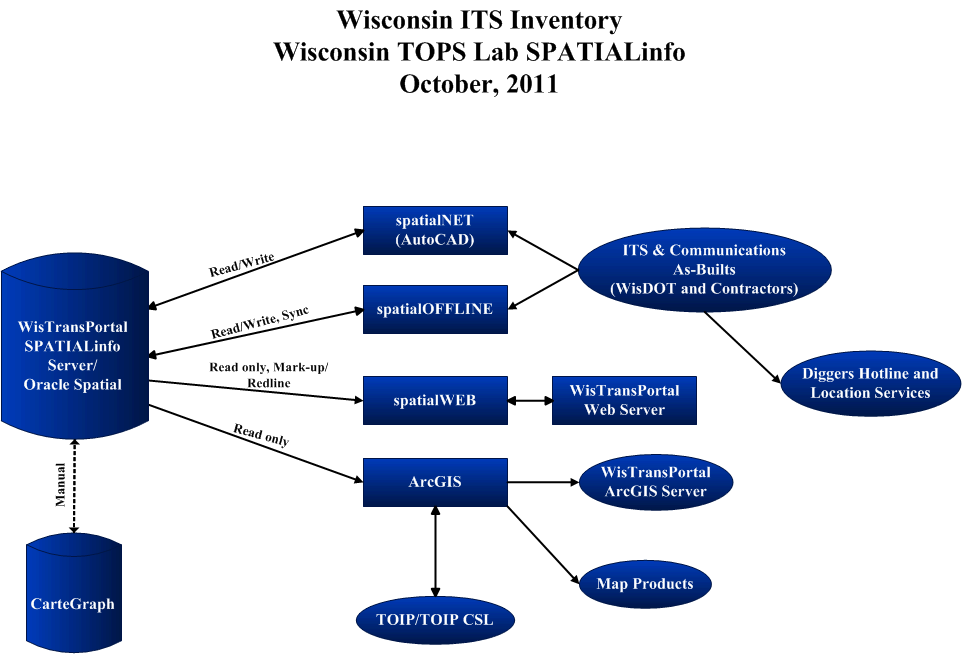 Wisconsin ITS Inventory
Wisconsin TOPS Lab SPATIALinfo
October, 2011
spatialNET
(AutoCAD)
ITS & Communications
As-Builts
(WisDOT and Contractors)
Read/Write
spatialOFFLINE
Read/Write, Sync
WisTransPortal
SPATIALinfo
Server/
Oracle Spatial
Read only, Mark-up/
Redline
spatialWEB
WisTransPortal
Web Server
Diggers Hotline and
Location Services
Read only
ArcGIS
WisTransPortal
ArcGIS Server
Manual
CarteGraph
Map Products
TOIP/TOIP CSL